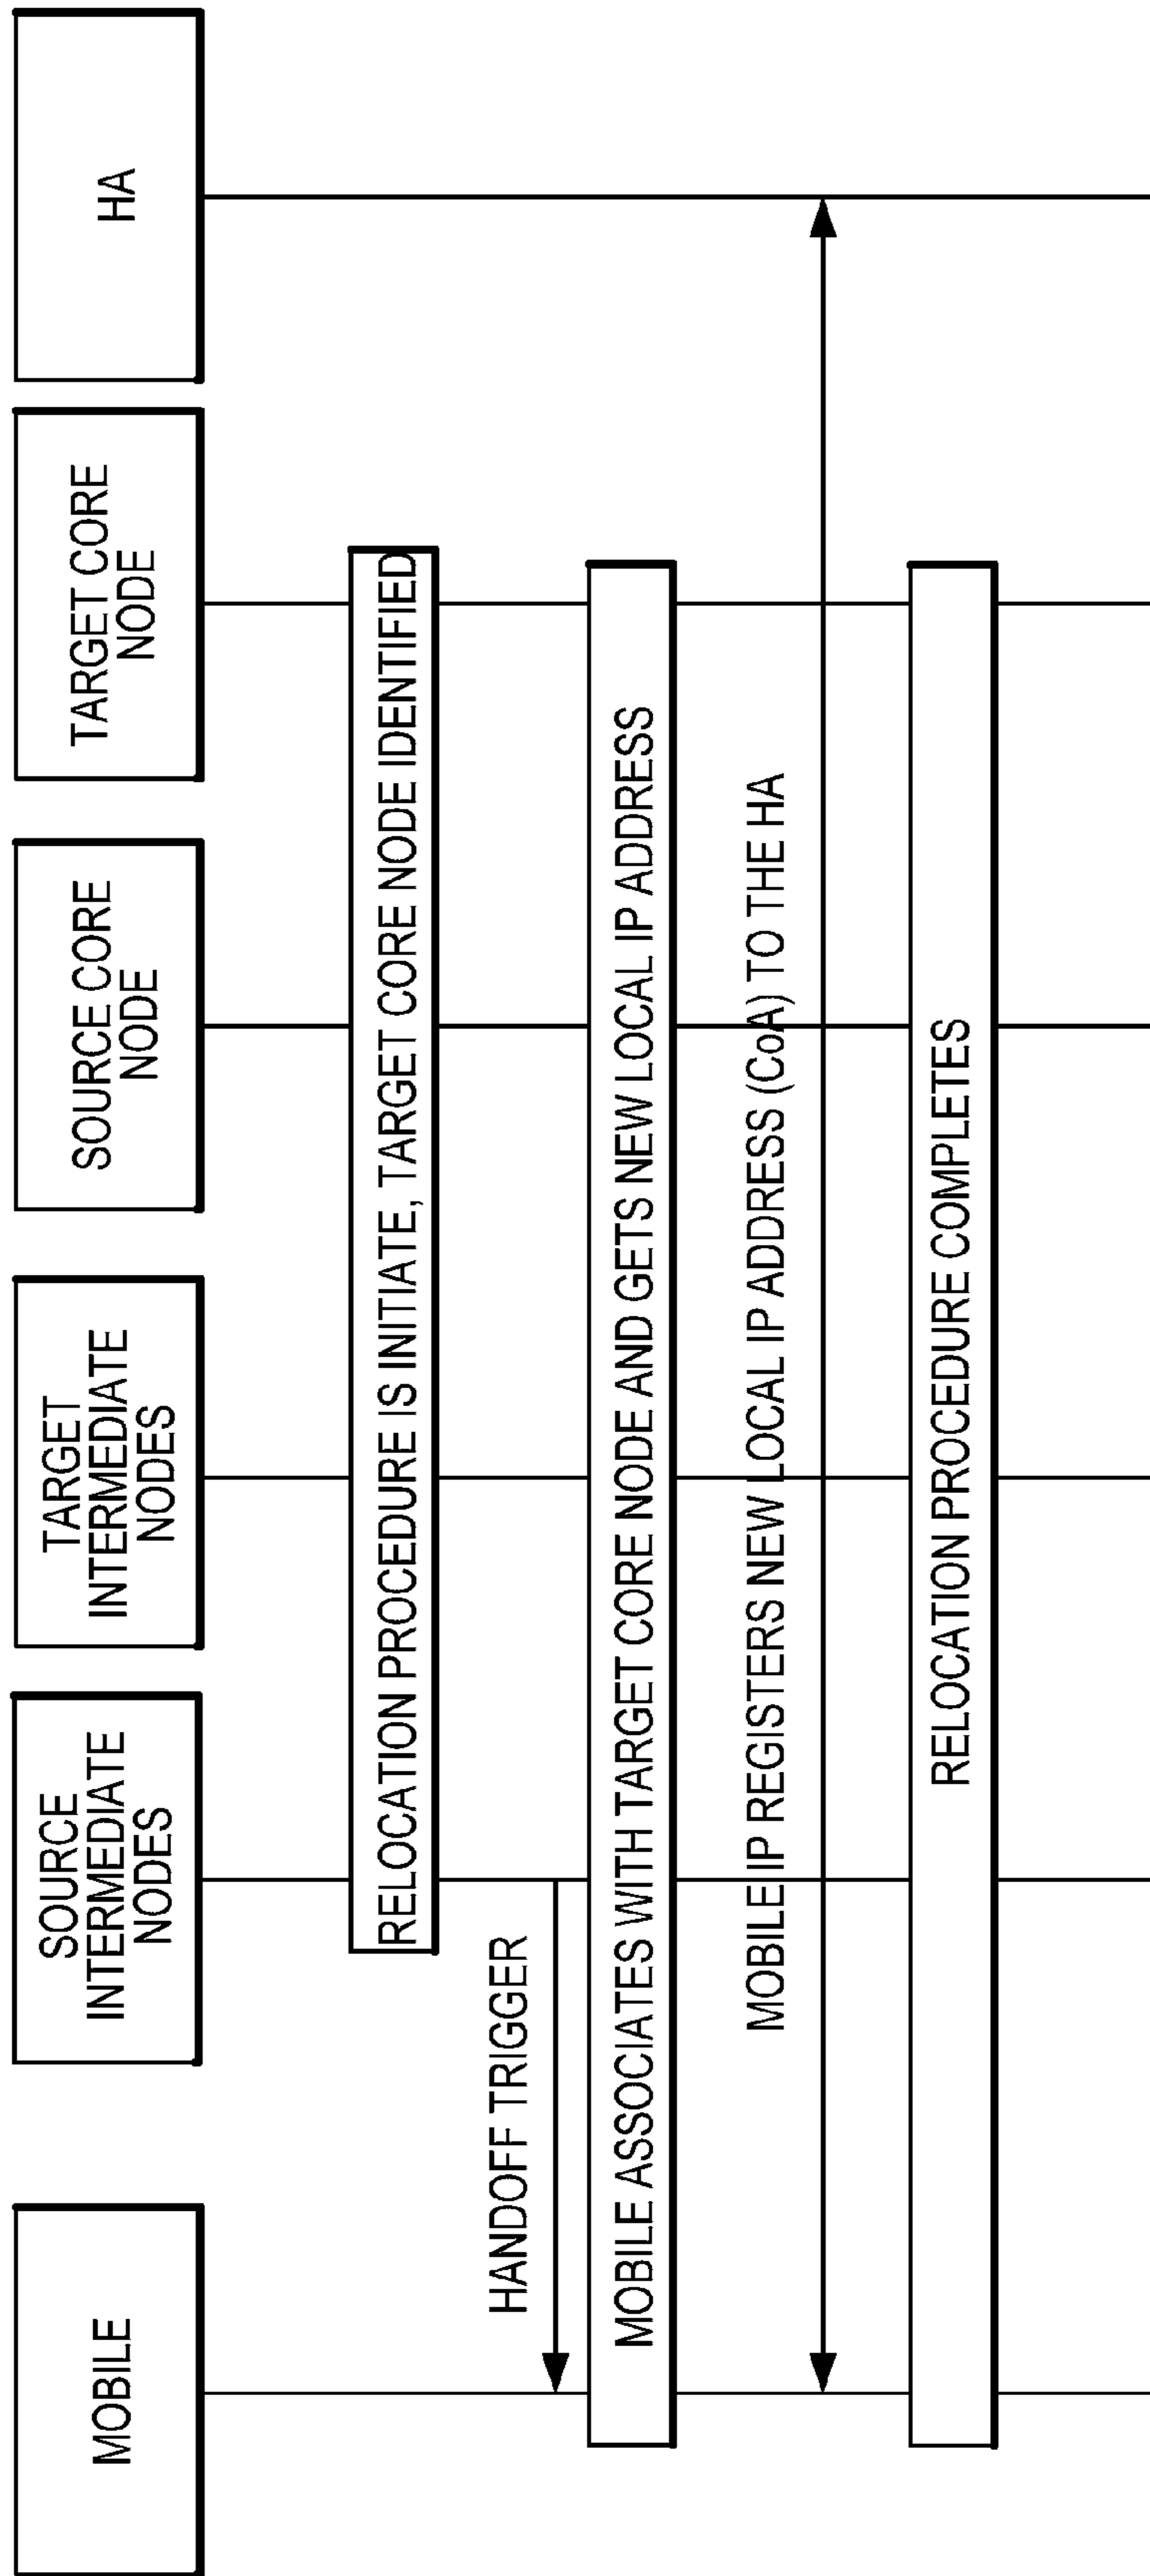 MOBILE
SOURCE
INTERMEDIATE
NODES
TARGET
INTERMEDIATE
NODES
SOURCE CORE
NODE
TARGET CORE
NODE
HA
RELOCATION PROCEDURE IS INITIATE, TARGET CORE NODE IDENTIFIED
HANDOFF TRIGGER
MOBILE ASSOCIATES WITH TARGET CORE NODE AND GETS NEW LOCAL IP ADDRESS
MOBILE IP REGISTERS NEW LOCAL IP ADDRESS (CoA) TO THE HA
RELOCATION PROCEDURE COMPLETES